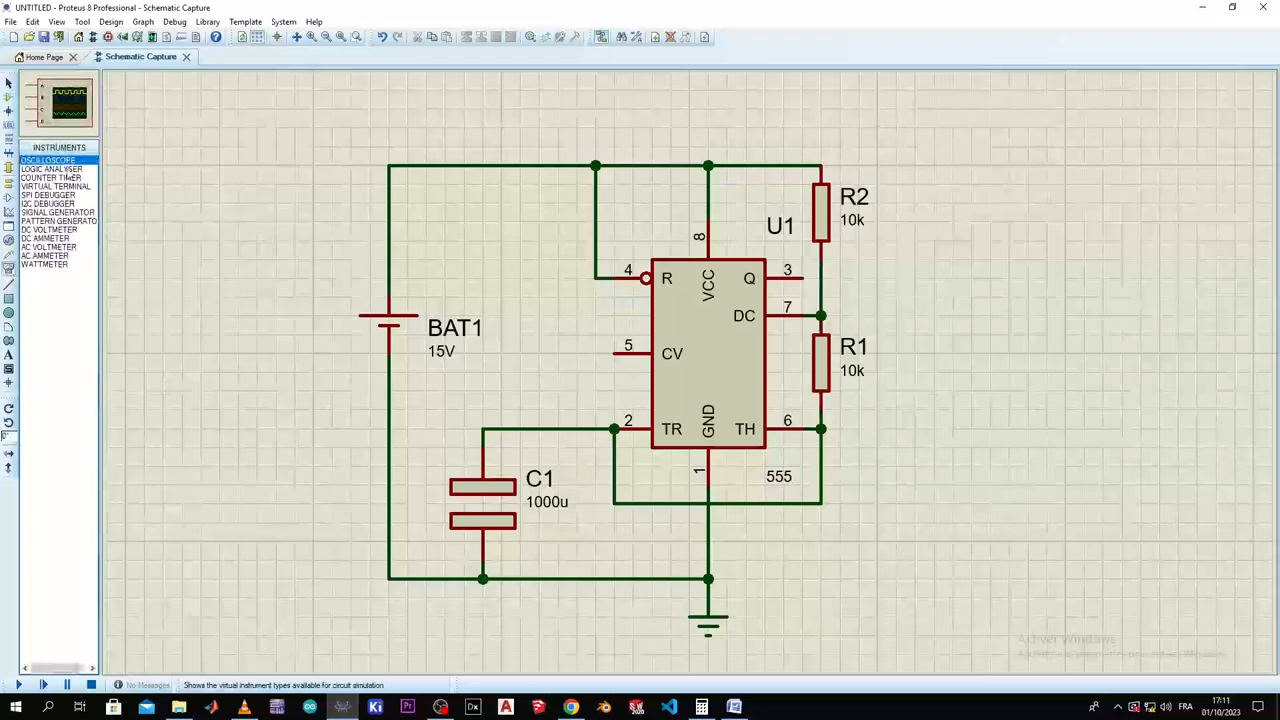 UNTITLED - Proteus 8 Professional - Schematic Capture
File Edit View Tool Design Graph Debug Library Template System Help
Home Page
Schematic Capture
INSTRUMENTS
OSCILLOSCOPE
LOGIC ANALYSER
COUNTER TIMER
VIRTUAL TERMINAL
SPI DEBUGGER
I2C DEBUGGER
SIGNAL GENERATOR
PATTERN GENERATO
DC VOLTMETER
DC AMMETER
AC VOLTMETER
AC AMMETER
WATTMETER
R2
10k
U1
8
4
R
VCC
Q
3
DC
7
BAT1
15V
5
CV
R1
10k
2
TR
GND
TH
6
1
555
C1
1000u
Activer Windows
No Messages
Shows the virtual instrument types available for circuit simulation
FRA
17:11
01/10/2023